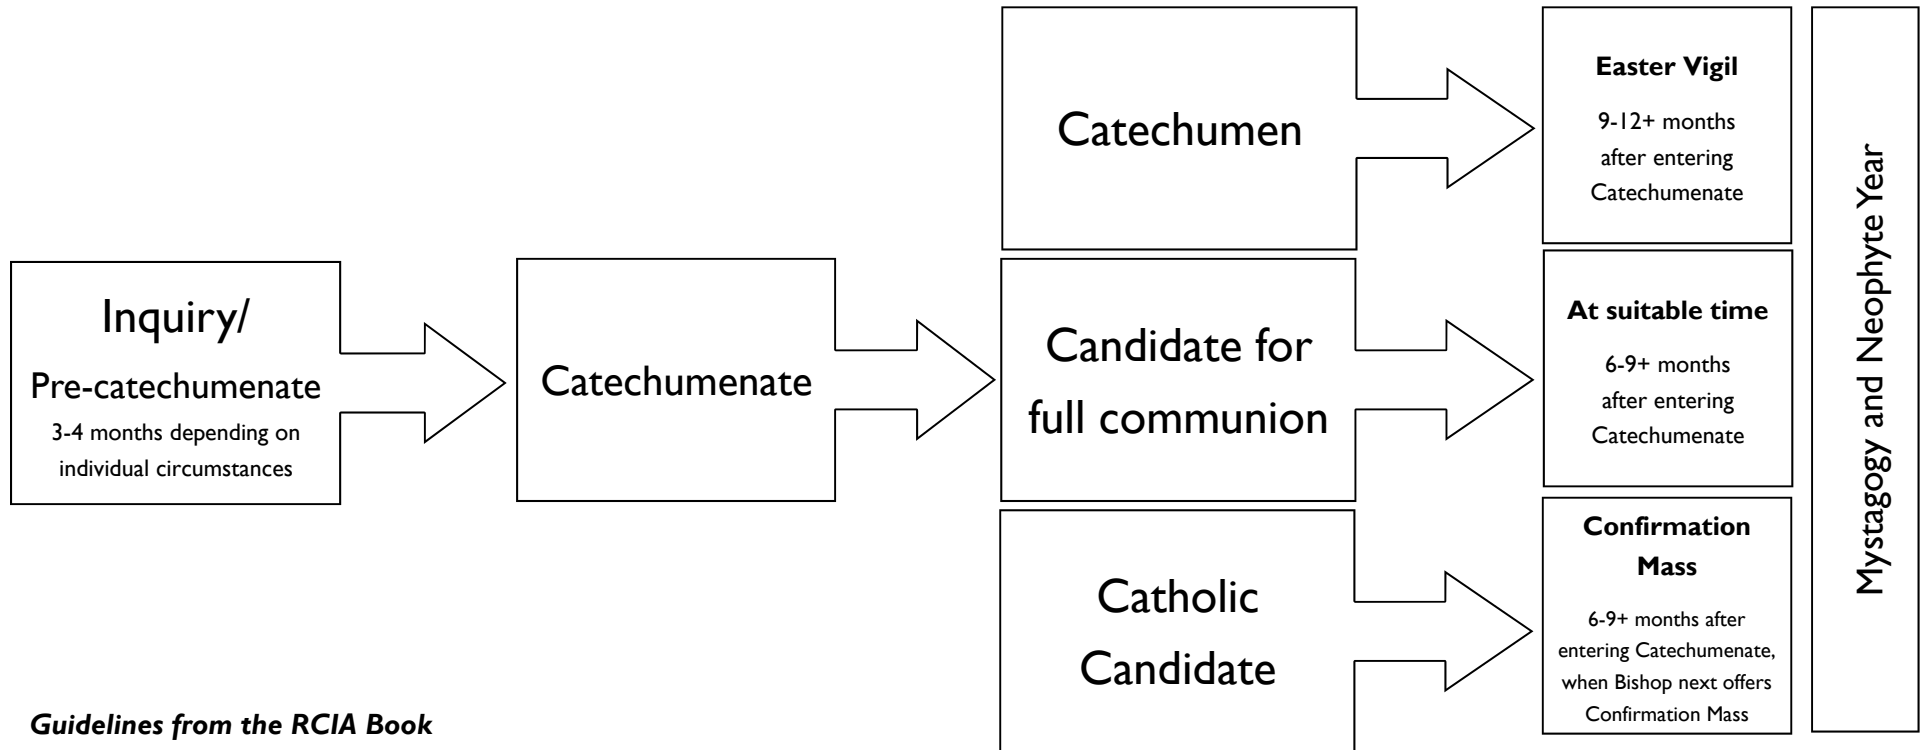 Inquiry/
Pre-catechumenate
3-4 months depending on
individual circumstances
Catechumenate
Catechumen
Candidate for
full communion
Catholic
Candidate
Easter Vigil
9-12+ months
after entering
Catechumenate
At suitable time
6-9+ months
after entering
Catechumenate
Confirmation
Mass
6-9+ months after
entering Catechumenate,
when Bishop next offers
Confirmation Mass
Mystagogy and Neophyte Year
Guidelines from the RCIA Book